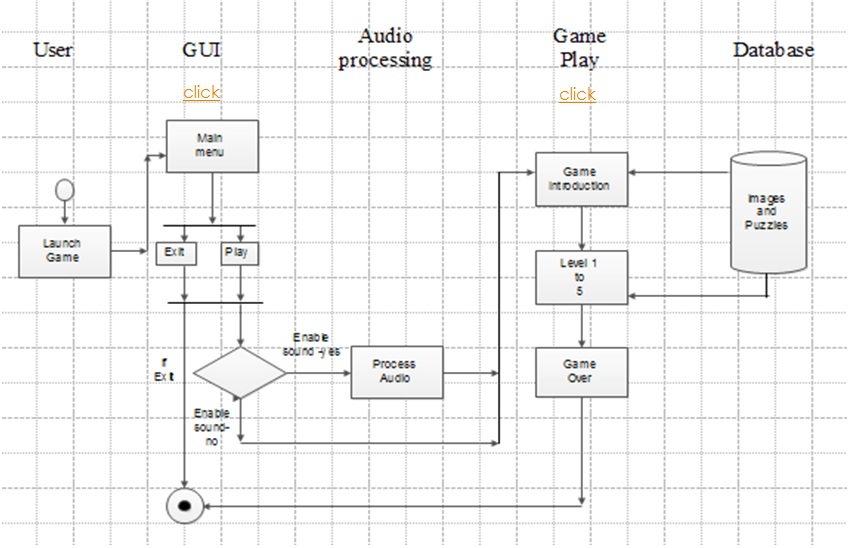 User
GUI
Audio
processing
Game
Play
Database
click
click
Main
menu
Game
Introduction
Images
and
Puzzles
Launch
Game
Exit
Play
Level 1
to
5
Enable
sound -yes
If
Exit
Process
Audio
Game
Over
Enable
sound-
no